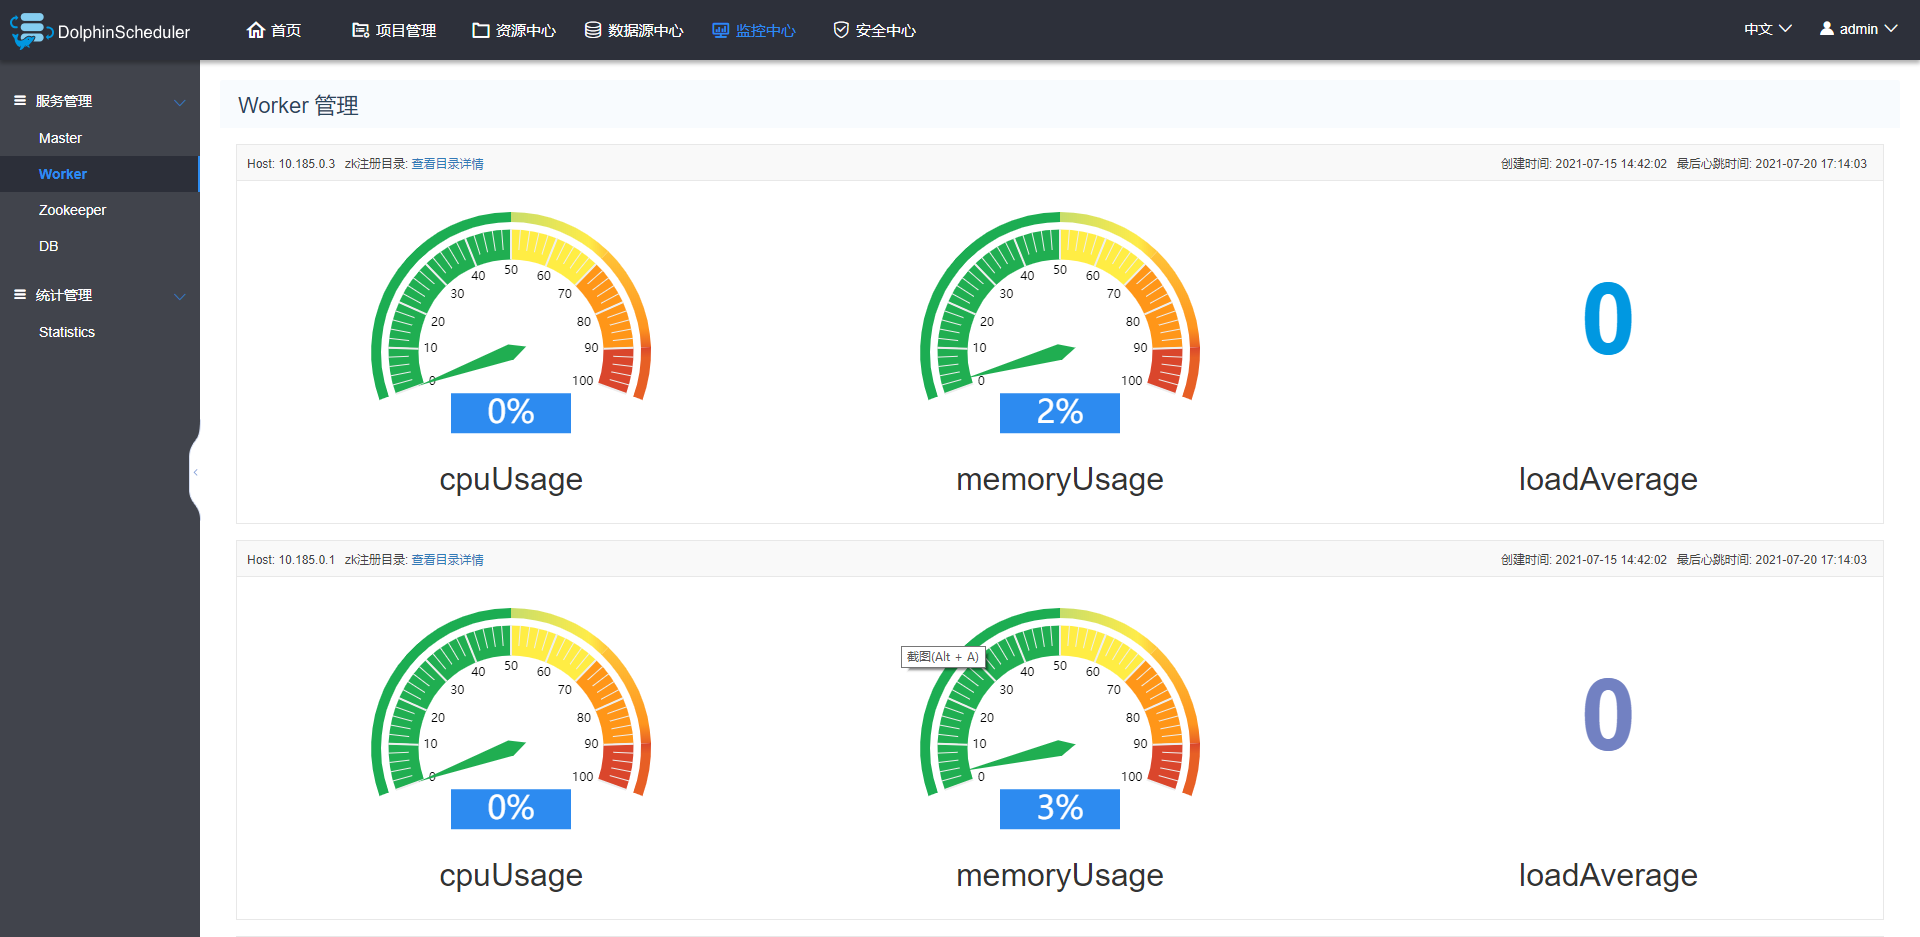 DolphinScheduler 首页 项目管理 资源中心 数据源中心 监控中心 安全中心 中文 admin
服务管理
Master
Worker
Zookeeper
DB
统计管理
Statistics
Worker 管理
Host: 10.185.0.3 zk注册目录: 查看目录详情 创建时间: 2021-07-15 14:42:02 最后心跳时间: 2021-07-20 17:14:03
0 10 20 30 40 50 60 70 80 90 100
0%
cpuUsage
0 10 20 30 40 50 60 70 80 90 100
2%
memoryUsage
0
loadAverage
Host: 10.185.0.1 zk注册目录: 查看目录详情 创建时间: 2021-07-15 14:42:02 最后心跳时间: 2021-07-20 17:14:03
0 10 20 30 40 50 60 70 80 90 100
0%
cpuUsage
截图(Alt + A)
0 10 20 30 40 50 60 70 80 90 100
3%
memoryUsage
0
loadAverage